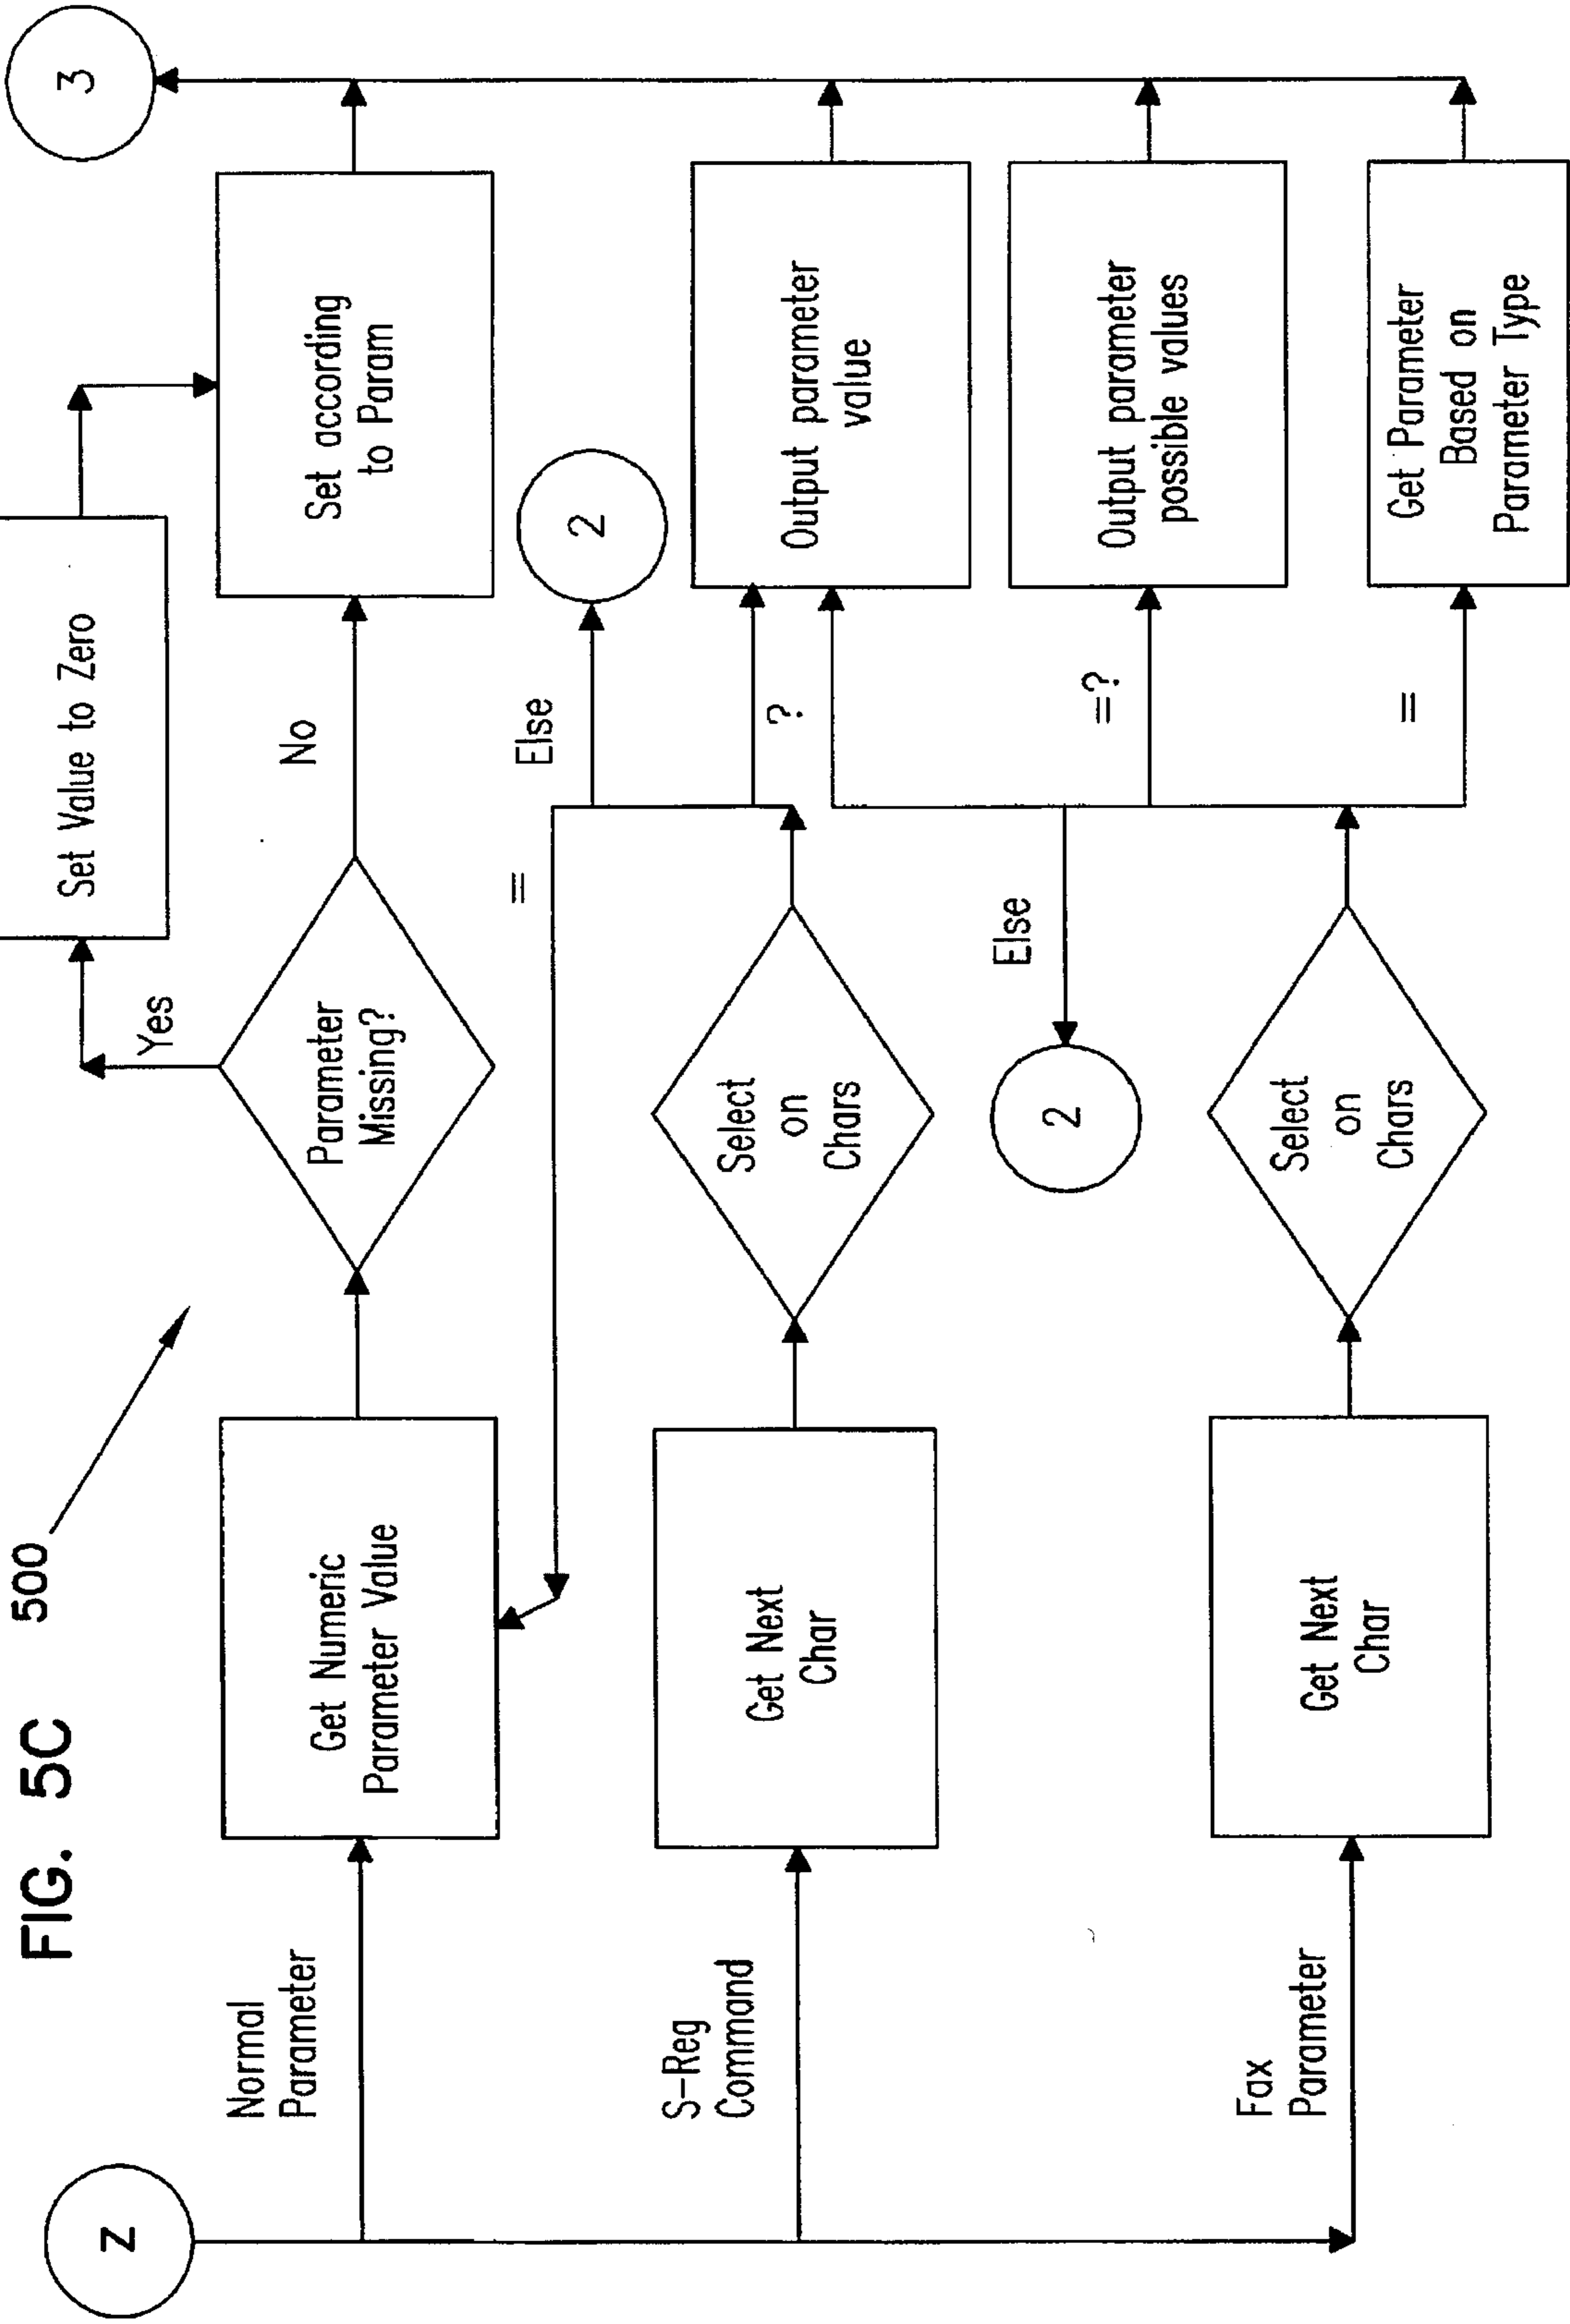 FIG. 5C
500
Z
Normal
Parameter
Get Numeric
Parameter Value
Parameter
Missing?
Yes
Set Value to Zero
No
Set according
to Param
3
=
Else
2
S-Reg
Command
Get Next
Char
Select
on
Chars
?
Output parameter
value
Else
2
=?
Output parameter
possible values
Fax
Parameter
Get Next
Char
Select
on
Chars
=
Get Parameter
Based on
Parameter Type